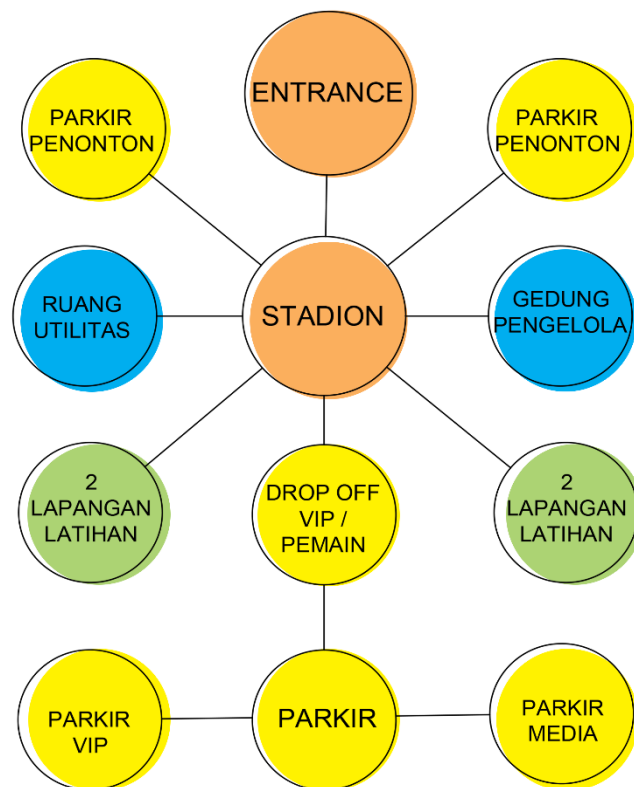 ENTRANCE
PARKIR
PENONTON
PARKIR
PENONTON
RUANG
UTILITAS
STADION
GEDUNG
PENGELOLA
2
LAPANGAN
LATIHAN
DROP OFF
VIP /
PEMAIN
2
LAPANGAN
LATIHAN
PARKIR
VIP
PARKIR
PARKIR
MEDIA